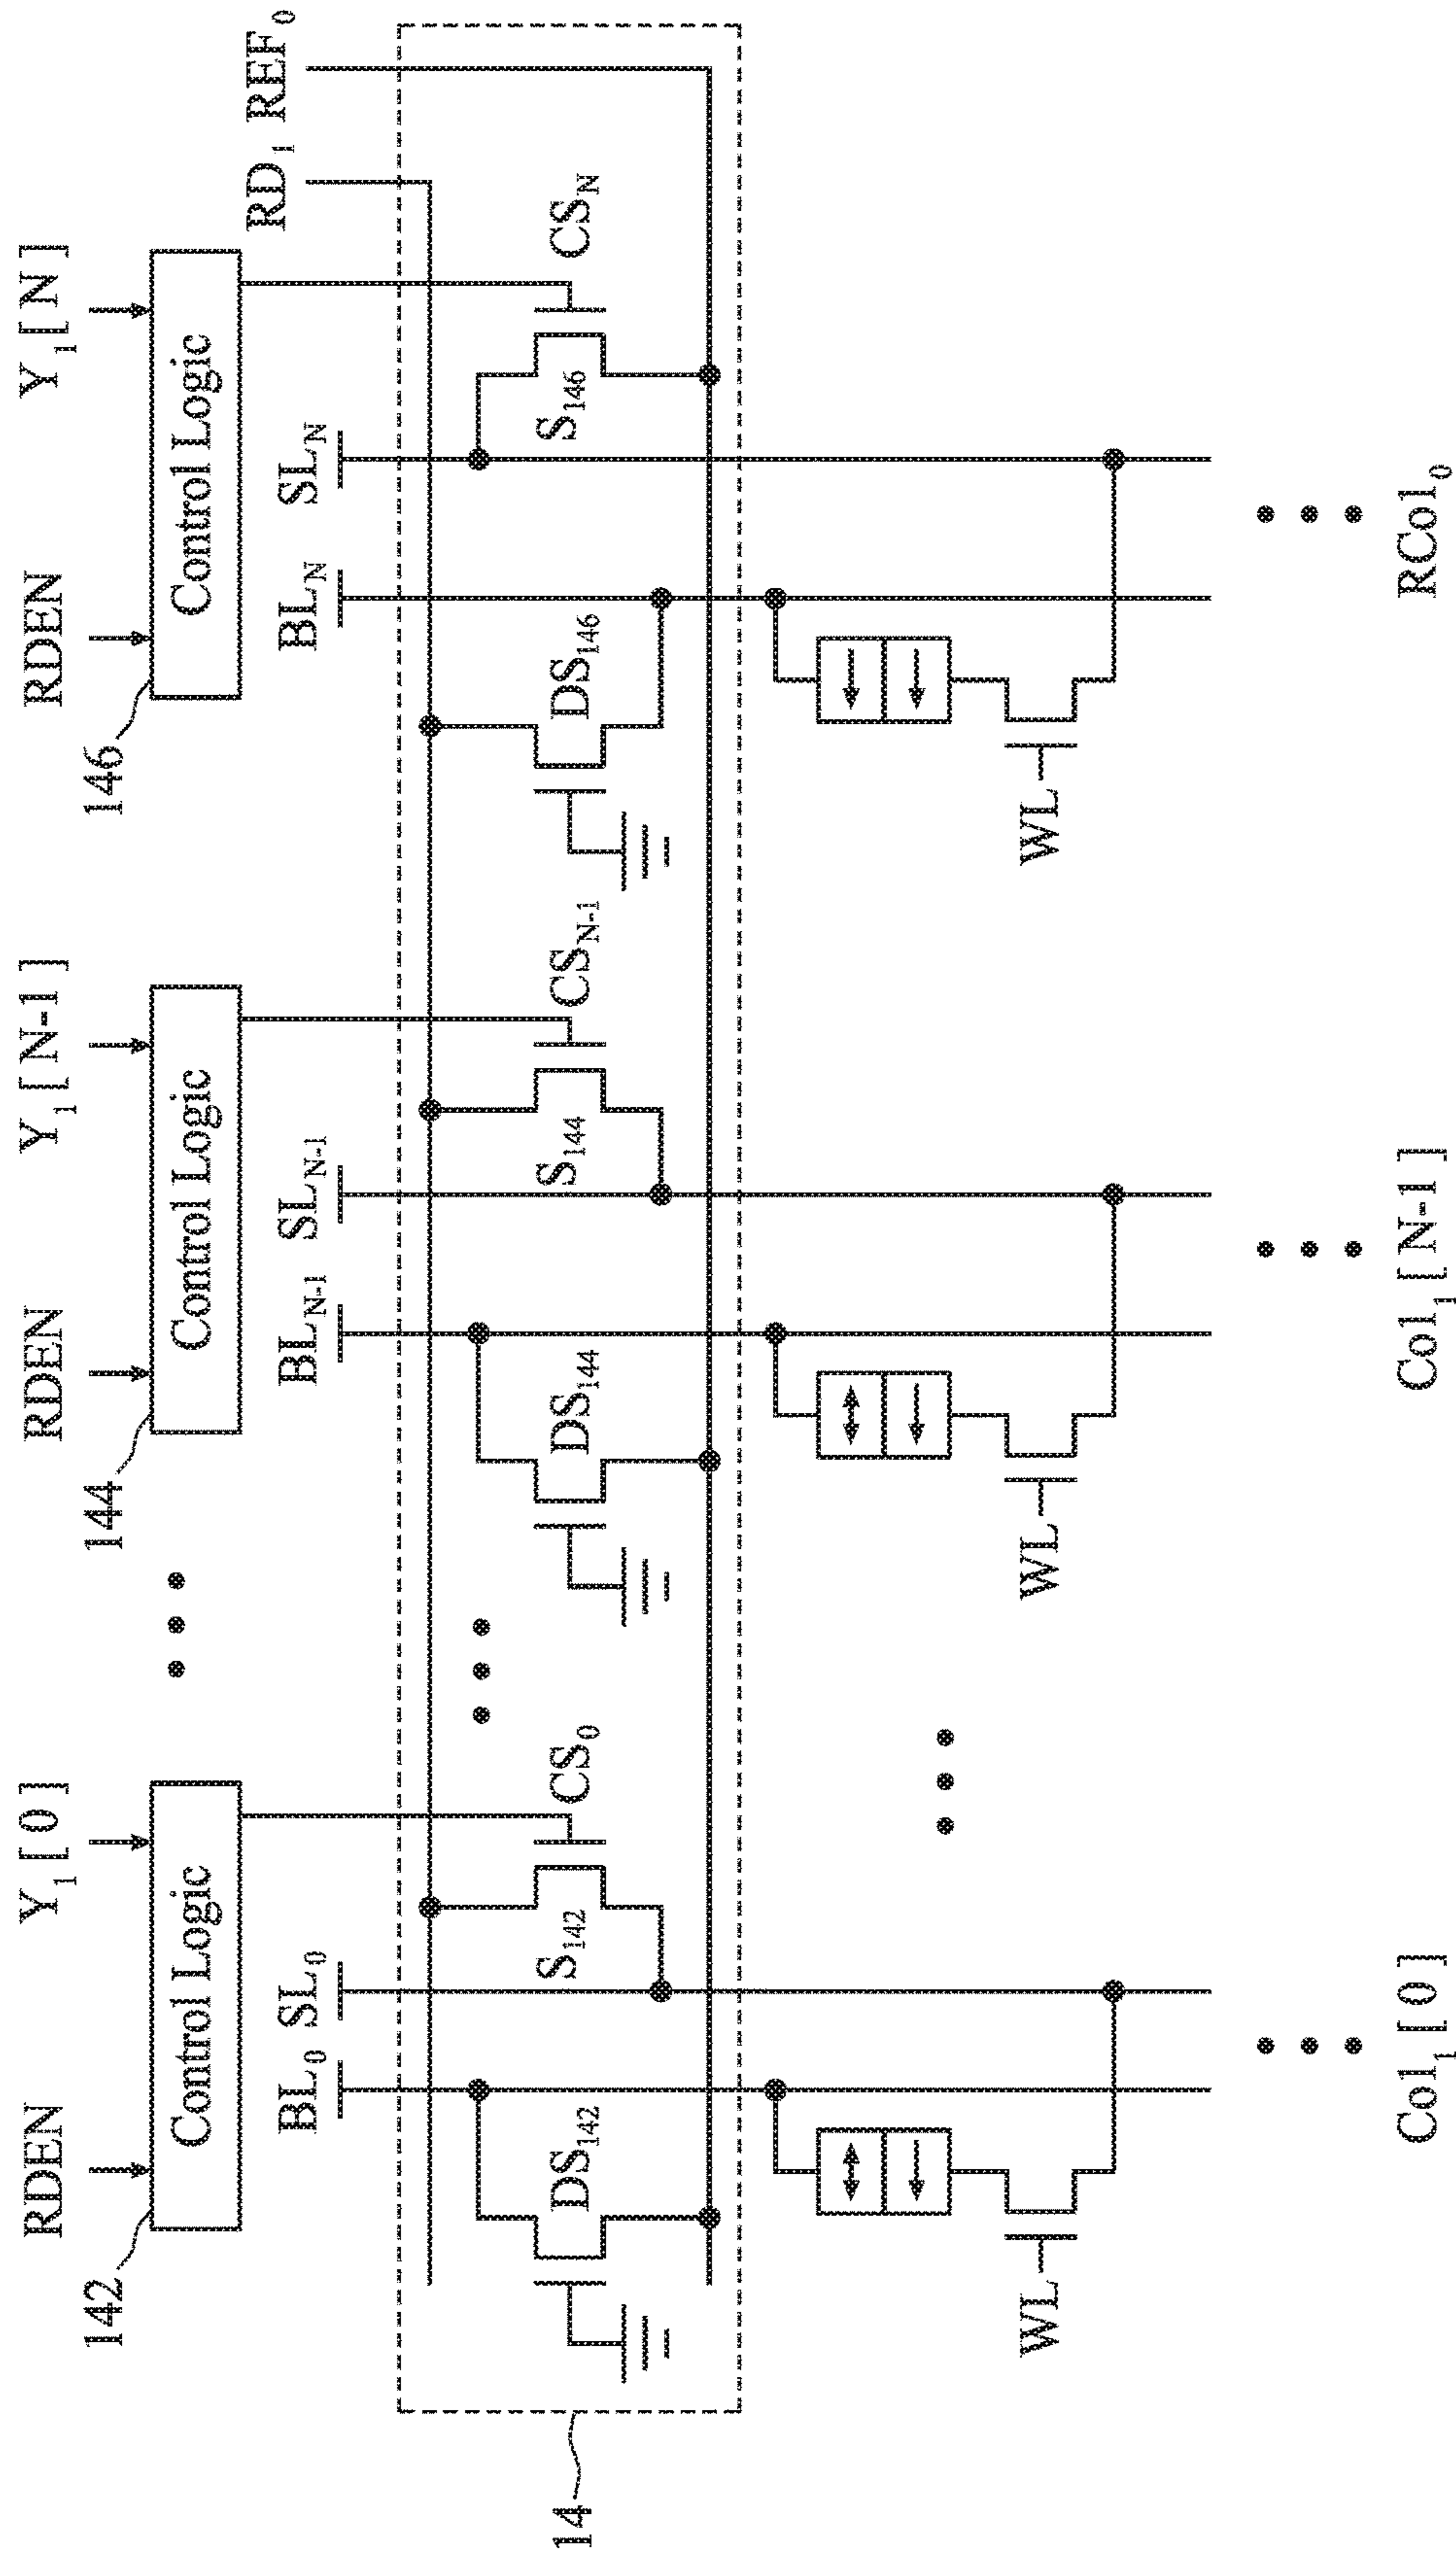 RDEN Y1[0] RDEN Y1[N-1] RDEN Y1[N]
142 Control Logic 144 Control Logic 146 Control Logic
BL0 SL0 BLN-1 SLN-1 BLN SLN RD1 REF0
14 DS142 S142 CS0 DS144 S144 CSN-1 DS146 S146 CSN
WL WL WL
Col1[0] Col1[N-1] RCol0